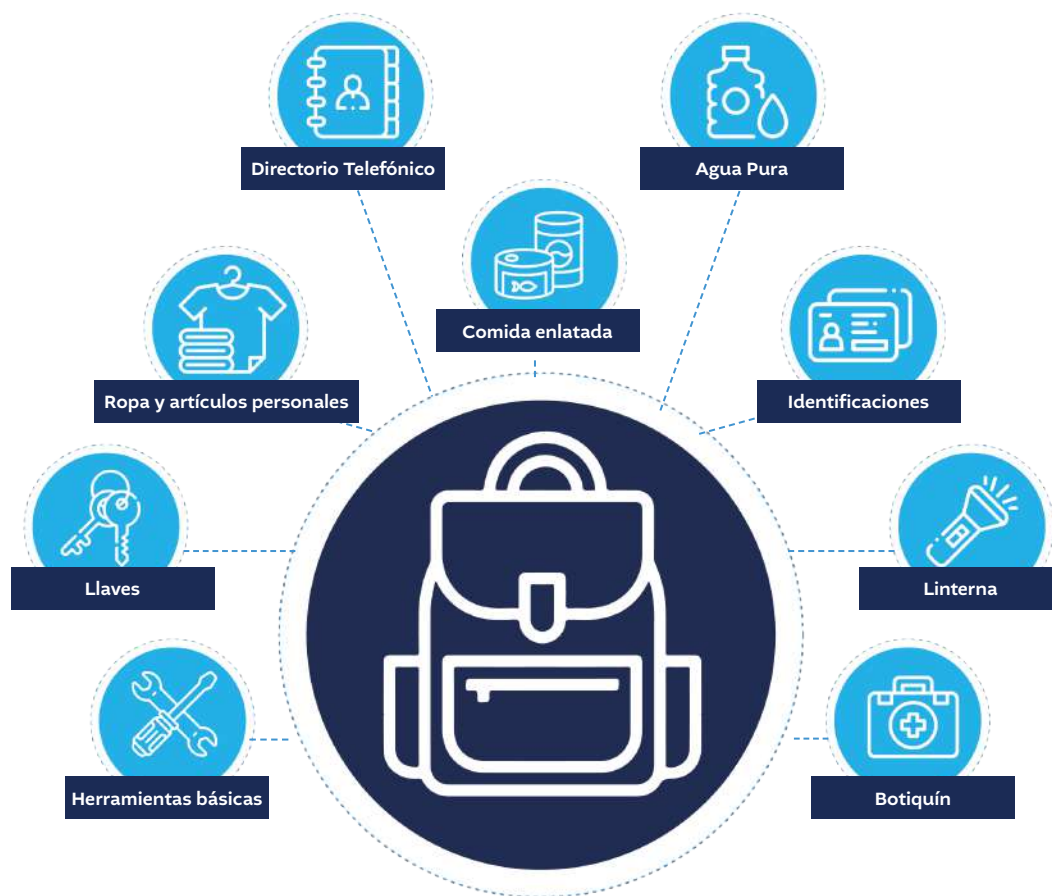 Directorio Telefónico
Agua Pura
Comida enlatada
Ropa y artículos personales
Identificaciones
Llaves
Linterna
Herramientas básicas
Botiquín